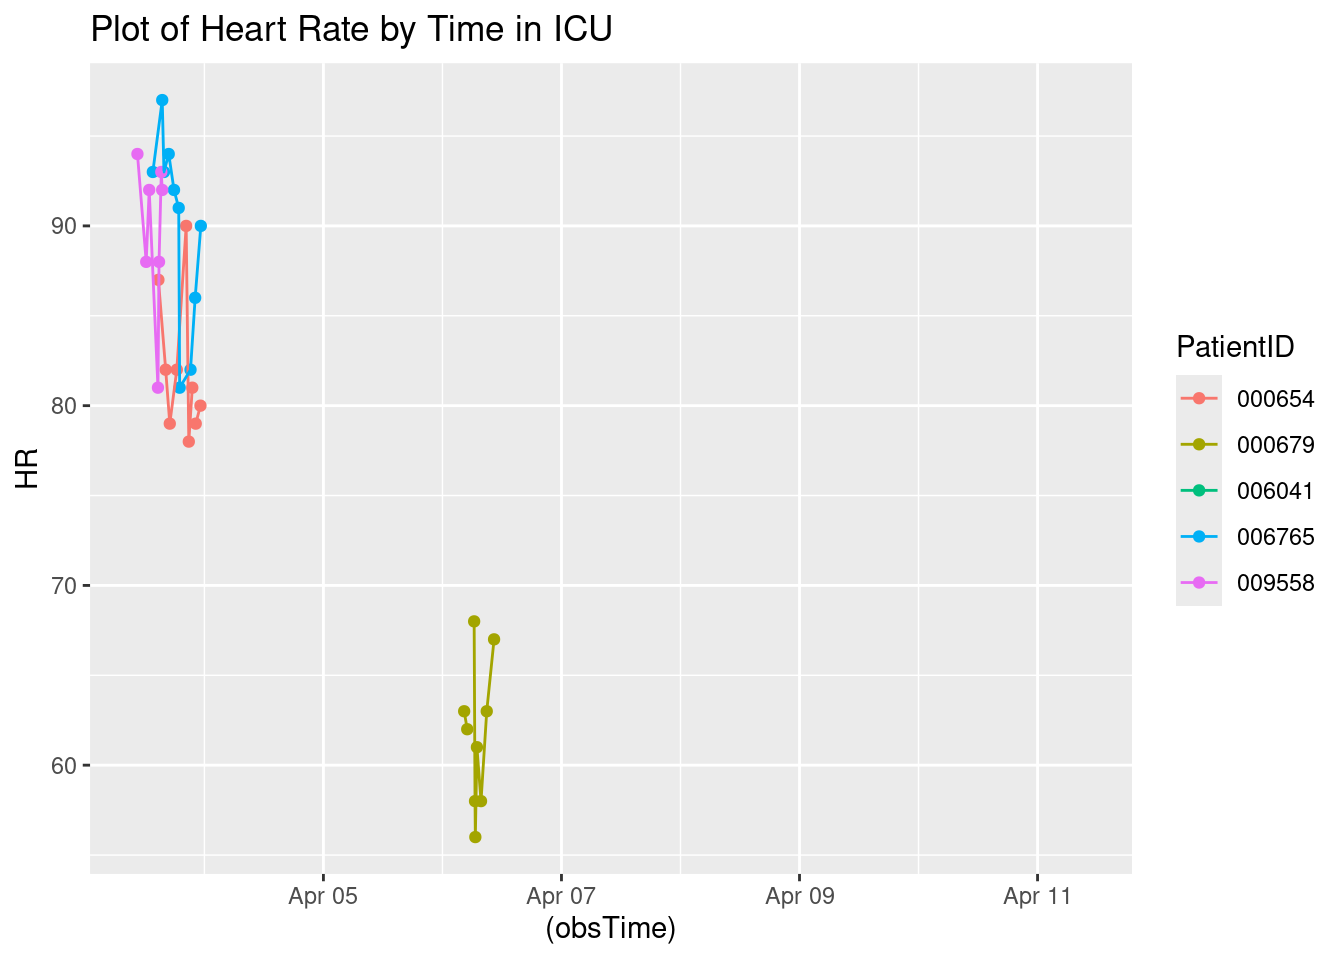 Plot of Heart Rate by Time in ICU
90
80
70
60
HR
Apr 05
Apr 07
Apr 09
Apr 11
(obsTime)
PatientID
000654
000679
006041
006765
009558